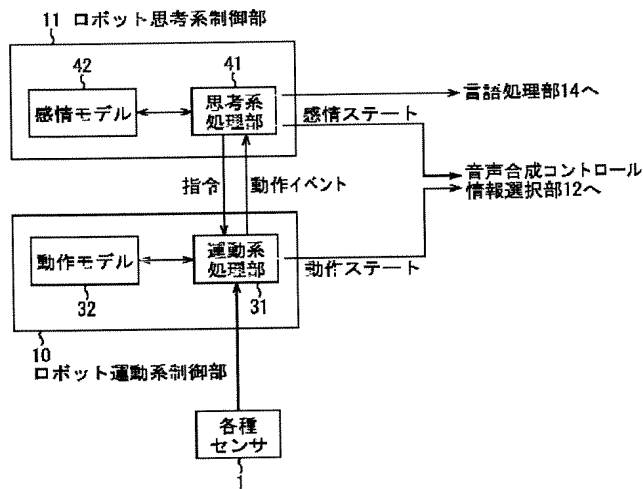 11 ロボット思考系制御部
42
41
感情モデル
思考系
処理部
言語処理部14へ
感情ステート
音声合成コントロール
情報選択部12へ
指令
動作イベント
動作モデル
運動系
処理部
動作ステート
32
31
10
ロボット運動系制御部
各種
センサ
1